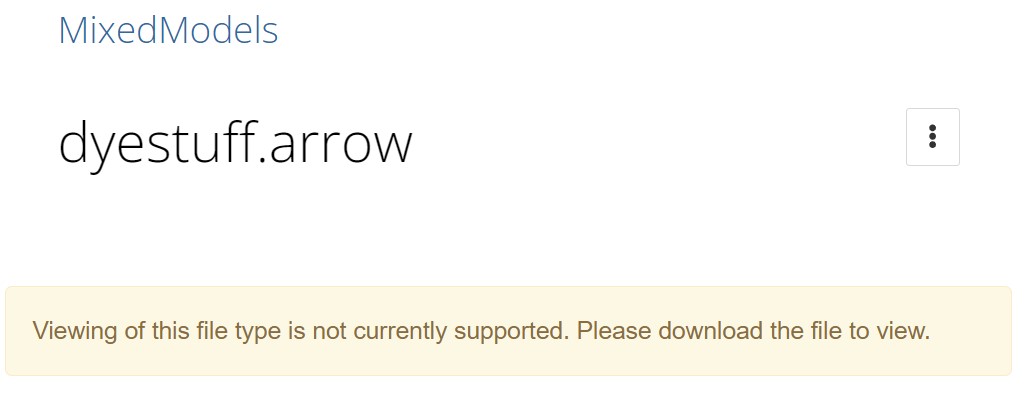 MixedModels
dyestuff.arrow
Viewing of this file type is not currently supported. Please download the file to view.